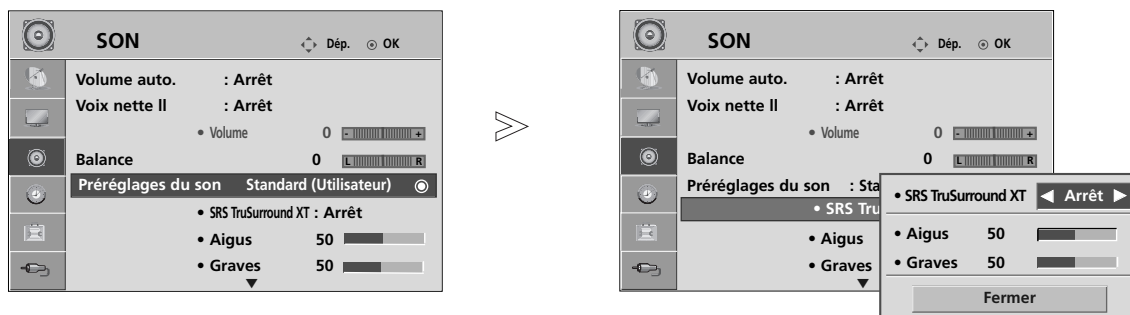 SON Dép. OK
Volume auto. : Arrêt
Voix nette II : Arrêt
• Volume 0 - +
Balance 0 L R
Préréglages du son Standard (Utilisateur)
• SRS TruSurround XT : Arrêt
• Aigus 50
• Graves 50
SON Dép. OK
Volume auto. : Arrêt
Voix nette II : Arrêt
• Volume 0 - +
Balance 0 L R
Préréglages du son : Sta
• SRS Tru
• Aigus
• Graves
• SRS TruSurround XT ◀ Arrêt ▶
• Aigus 50
• Graves 50
Fermer